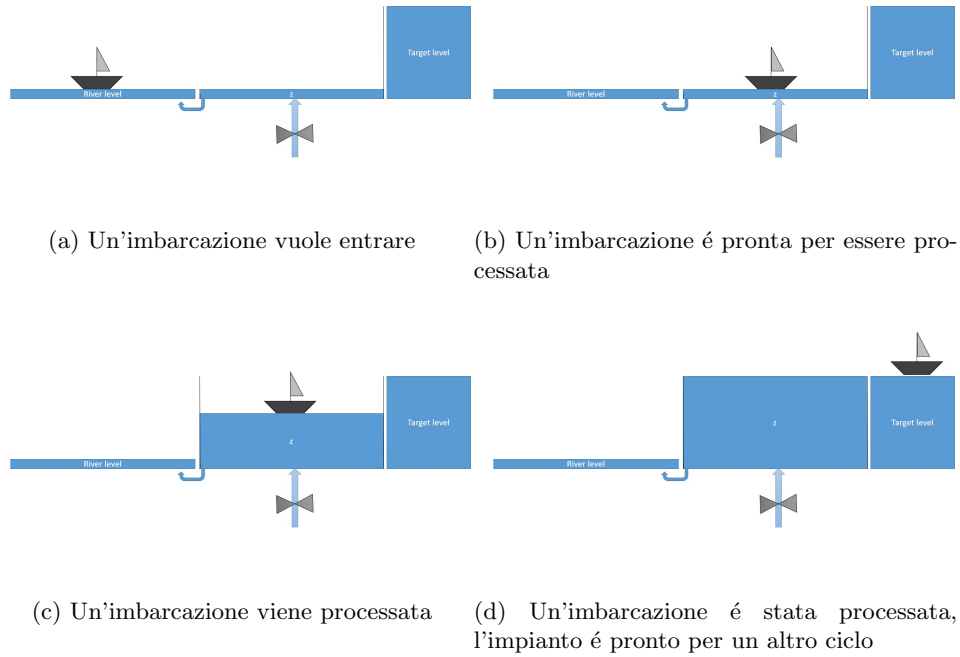 Target level
River level
z
Target level
River level
z
(a) Un'imbarcazione vuole entrare
(b) Un'imbarcazione é pronta per essere pro-
cessata
Target level
z
River level
z
Target level
River level
(c) Un'imbarcazione viene processata
(d) Un'imbarcazione é stata processata,
l'impianto é pronto per un altro ciclo